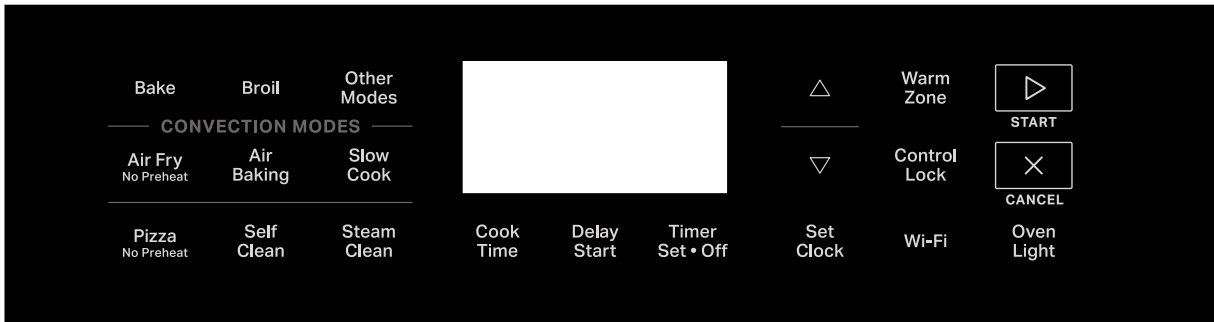 Bake
Broil
Other
Modes
CONVECTION MODES
Air Fry
No Preheat
Air
Baking
Slow
Cook
Pizza
No Preheat
Self
Clean
Steam
Clean
Cook
Time
Delay
Start
Timer
Set • Off
Set
Clock
Warm
Zone
START
Control
Lock
CANCEL
Wi-Fi
Oven
Light